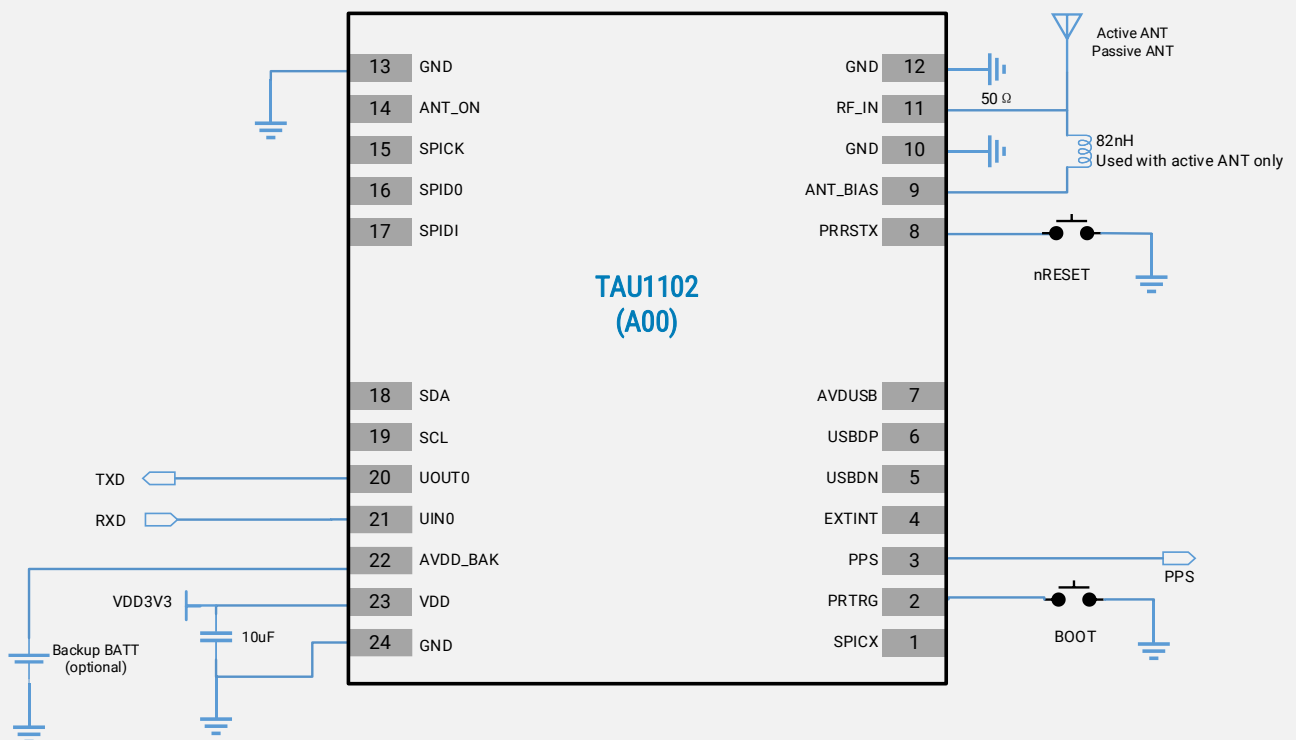 Active ANT
Passive ANT
13 GND
GND 12
50 Ω
14 ANT_ON
RF_IN 11
15 SPICK
GND 10
82nH
Used with active ANT only
16 SPID0
ANT_BIAS 9
17 SPIDI
PRRSTX 8
nRESET
TAU1102
(A00)
18 SDA
AVDUSB 7
19 SCL
USBDP 6
TXD
20 UOUT0
USBDN 5
RXD
21 UIN0
EXTINT 4
22 AVDD_BAK
PPS 3
PPS
VDD3V3
23 VDD
PRTRG 2
BOOT
10uF
24 GND
SPICX 1
Backup BATT
(optional)